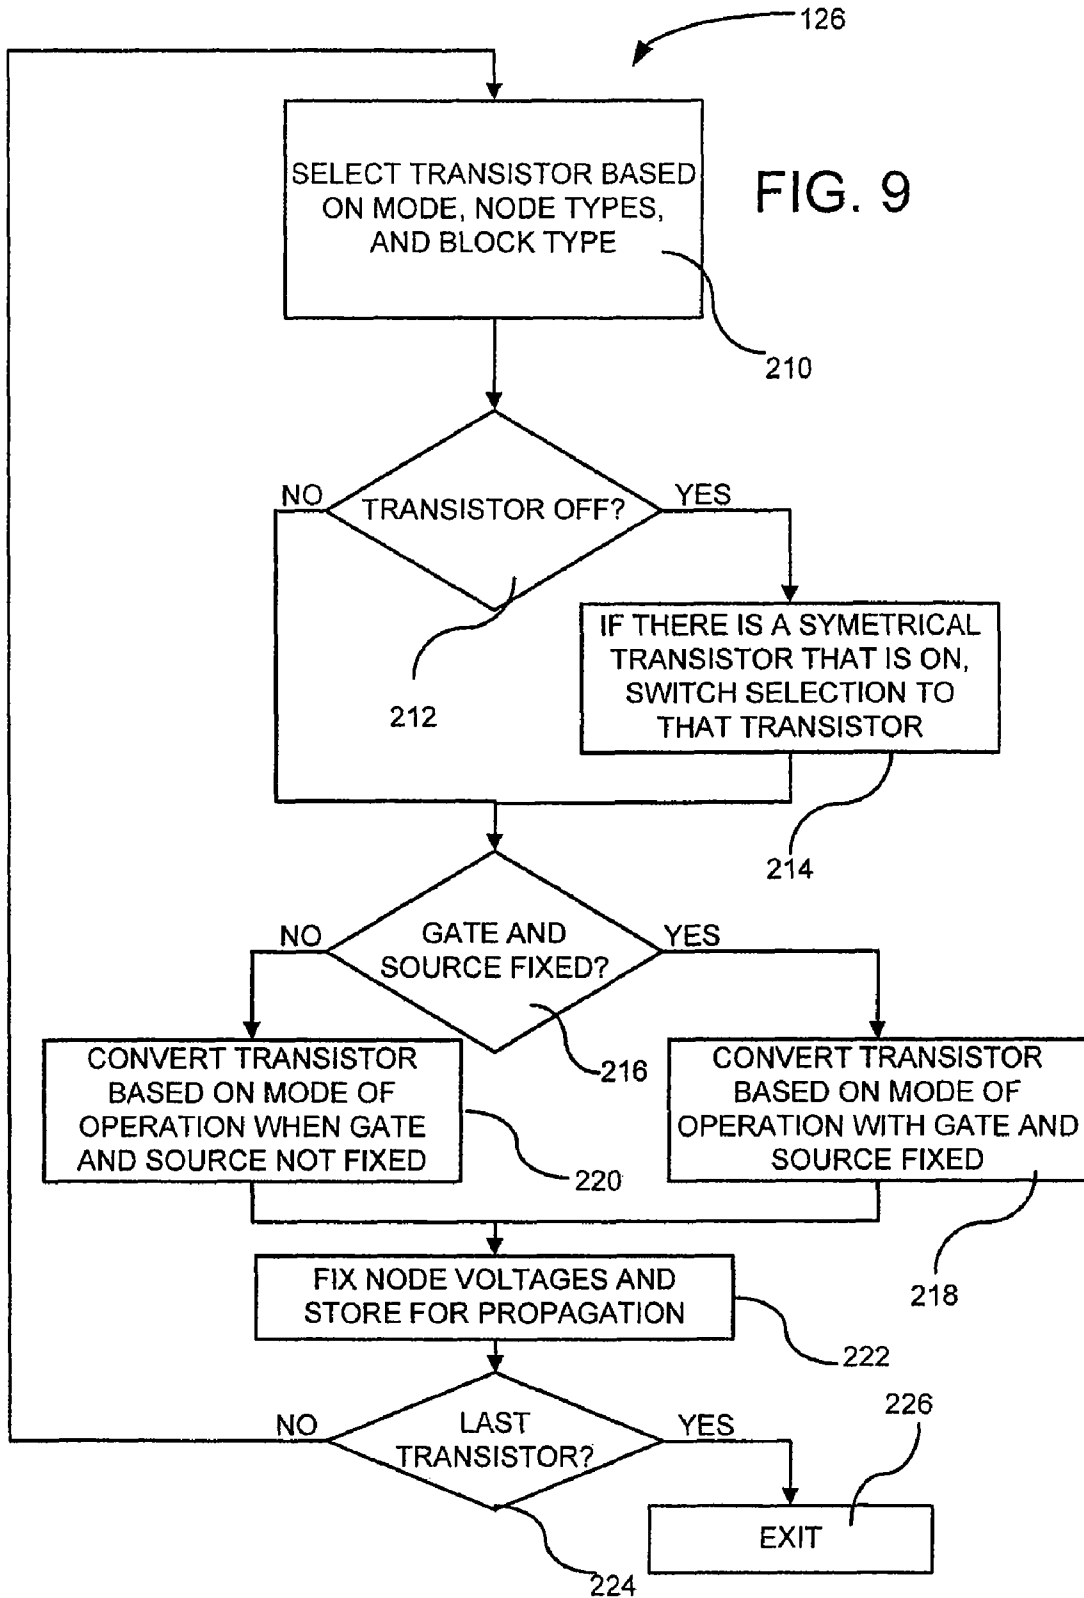 126
SELECT TRANSISTOR BASED
ON MODE, NODE TYPES,
AND BLOCK TYPE
FIG. 9
210
NO
TRANSISTOR OFF?
YES
212
IF THERE IS A SYMETRICAL
TRANSISTOR THAT IS ON,
SWITCH SELECTION TO
THAT TRANSISTOR
214
NO
GATE AND
SOURCE FIXED?
YES
216
CONVERT TRANSISTOR
BASED ON MODE OF
OPERATION WHEN GATE
AND SOURCE NOT FIXED
220
CONVERT TRANSISTOR
BASED ON MODE OF
OPERATION WITH GATE AND
SOURCE FIXED
218
FIX NODE VOLTAGES AND
STORE FOR PROPAGATION
222
NO
LAST
TRANSISTOR?
YES
224
226
EXIT